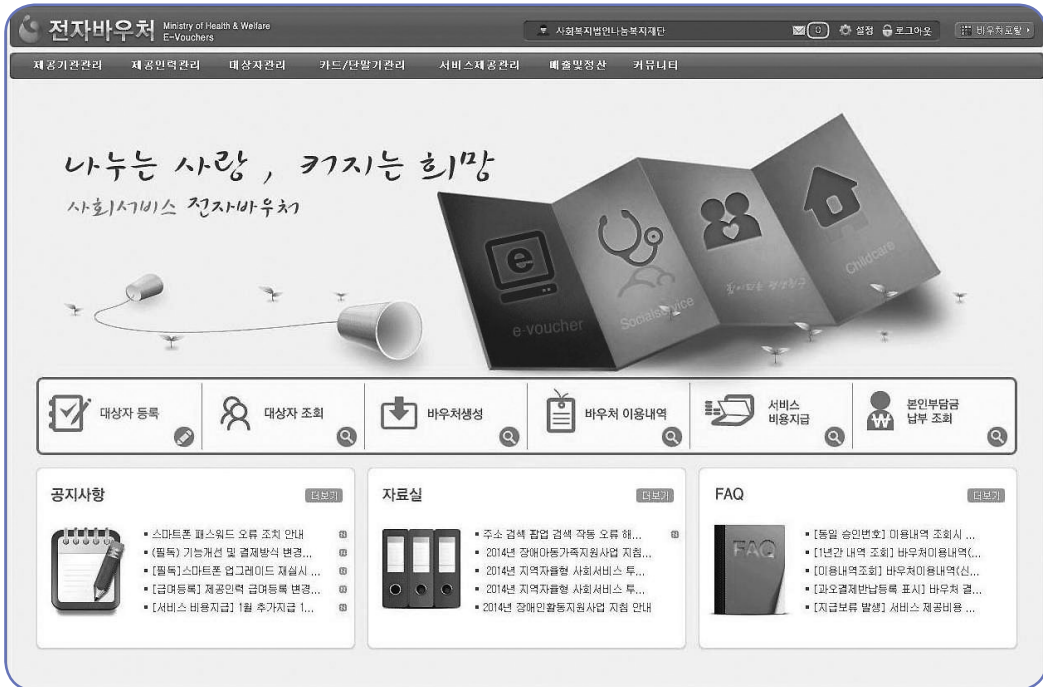 전자바우처 Ministry of Health & Welfare
E-Vouchers
사회복지법인나눔복지재단
0 설정 로그아웃 바우처포탈
제공기관관리 제공인력관리 대상자관리 카드/단말기관리 서비스제공관리 매출및정산 커뮤니티
나누는 사랑, 커지는 희망
사회서비스 전자바우처
e-voucher
Socialservice
힘이되는 평생친구
Childcare
대상자 등록
대상자 조회
바우처생성
바우처 이용내역
서비스
비용지급
본인부담금
납부 조회
공지사항 더보기
스마트폰 패스워드 오류 조치 안내
(필독) 기능개선 및 결제방식 변경...
[필독]스마트폰 업그레이드 재실시 ...
[급여등록] 제공인력 급여등록 변경...
[서비스 비용지급] 1월 추가지급 1...
자료실 더보기
주소 검색 팝업 검색 작동 오류 해...
2014년 장애아동가족지원사업 지침...
2014년 지역자율형 사회서비스 투...
2014년 지역자율형 사회서비스 투...
2014년 장애인활동지원사업 지침 안내
FAQ 더보기
FAQ
[동일 승인번호] 이용내역 조회시 ...
[1년간 내역 조회] 바우처이용내역(...
[이용내역조회] 바우처이용내역(신...
[과오결제반납등록 표시] 바우처 결...
[지급보류 발생] 서비스 제공비용 ...